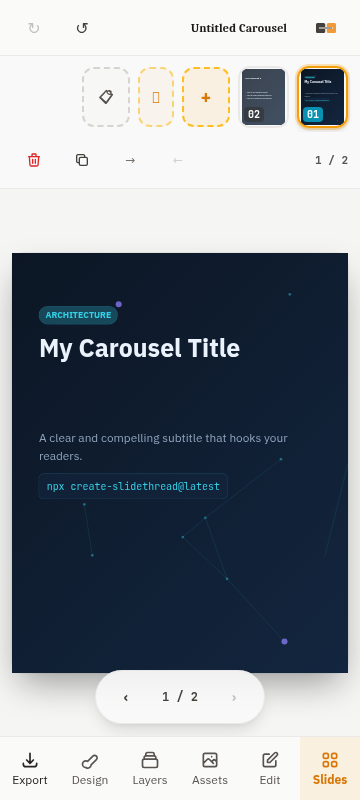 Untitled Carousel
02
01
1 / 2
ARCHITECTURE
My Carousel Title
A clear and compelling subtitle that hooks your
readers.
npx create-slidethread@latest
1 / 2
Export
Design
Layers
Assets
Edit
Slides